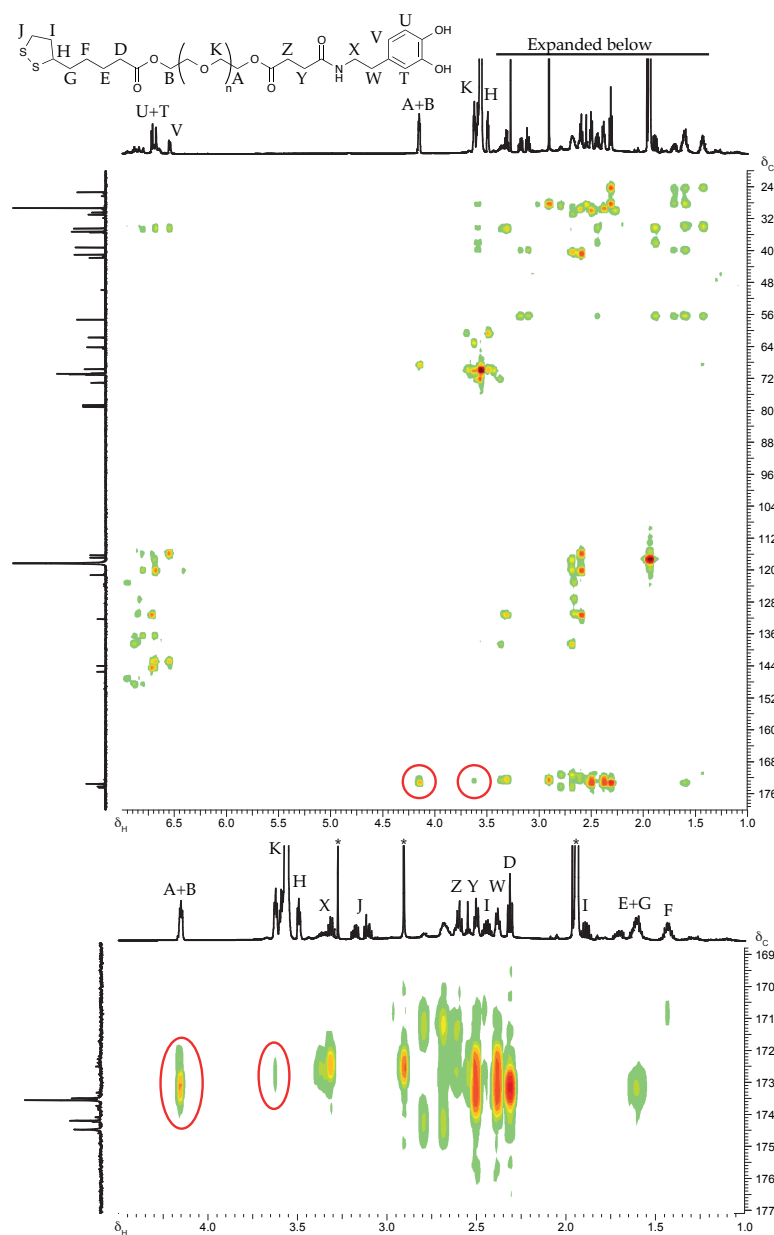 J I K U OH
H F D O O Z O X V
S S O K O Y N H W T OH
G E O B n A O
Expanded below
K
A+B H
U+T
V
δC
24
32
40
48
56
64
72
80
88
96
104
112
120
128
136
144
152
160
168
176
δH 6.5 6.0 5.5 5.0 4.5 4.0 3.5 3.0 2.5 2.0 1.5 1.0
K * * *
D
A+B Z Y W
H X J I I E+G F
δC
169
170
171
172
173
174
175
176
177
δH 4.0 3.5 3.0 2.5 2.0 1.5 1.0